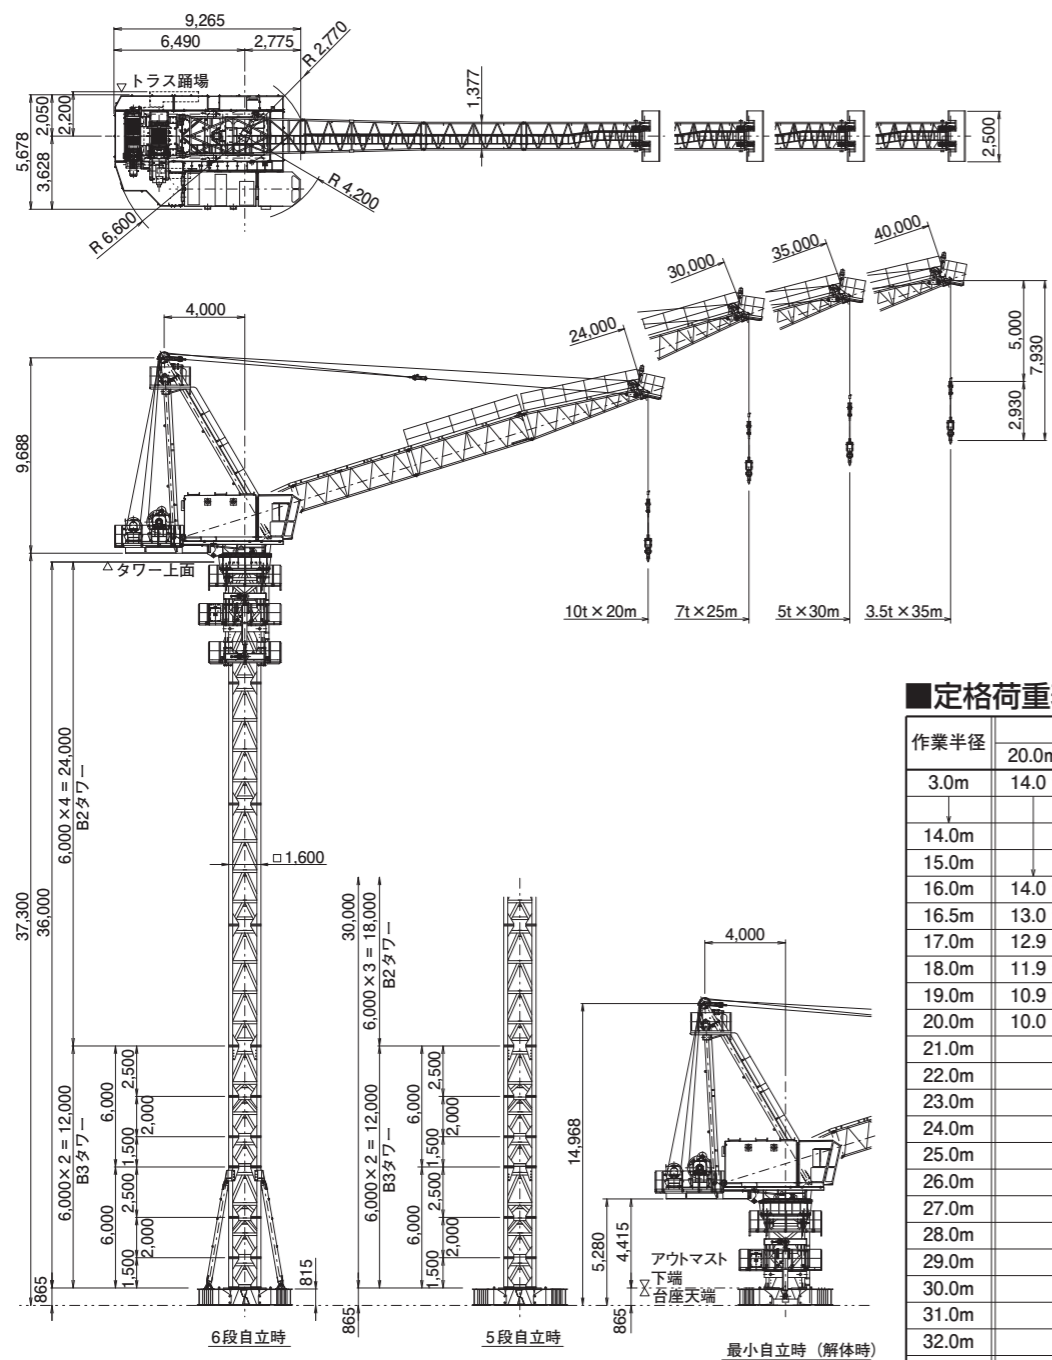 9,265
6,490
2,775
R 2,770
トラス踊場
1,377
5,678
2,050
2,200
3,628
2,500
R 4,200
R 6,600
40,000
35,000
30,000
24,000
4,000
5,000
7,930
2,930
9,688
タワー上面
10t×20m
7t×25m
5t×30m
3.5t×35m
■定格荷重
作業半径
20.0m
3.0m 14.0
14.0m
15.0m
16.0m 14.0
16.5m 13.0
17.0m 12.9
18.0m 11.9
19.0m 10.9
20.0m 10.0
21.0m
22.0m
23.0m
24.0m
25.0m
26.0m
27.0m
28.0m
29.0m
30.0m
31.0m
32.0m
37,300
36,000
6,000×4=24,000
B2タワー
□1,600
6,000×2=12,000
B3タワー
6,000
2,500
2,000
1,500
6,000
2,500
2,000
1,500
865
815
6段自立時
30,000
6,000×3=18,000
B2タワー
6,000×2=12,000
B3タワー
6,000
2,500
2,000
1,500
6,000
2,500
2,000
1,500
865
5段自立時
4,000
14,968
5,280
4,415
アウトマスト
下端
台座天端
865
最小自立時（解体時）